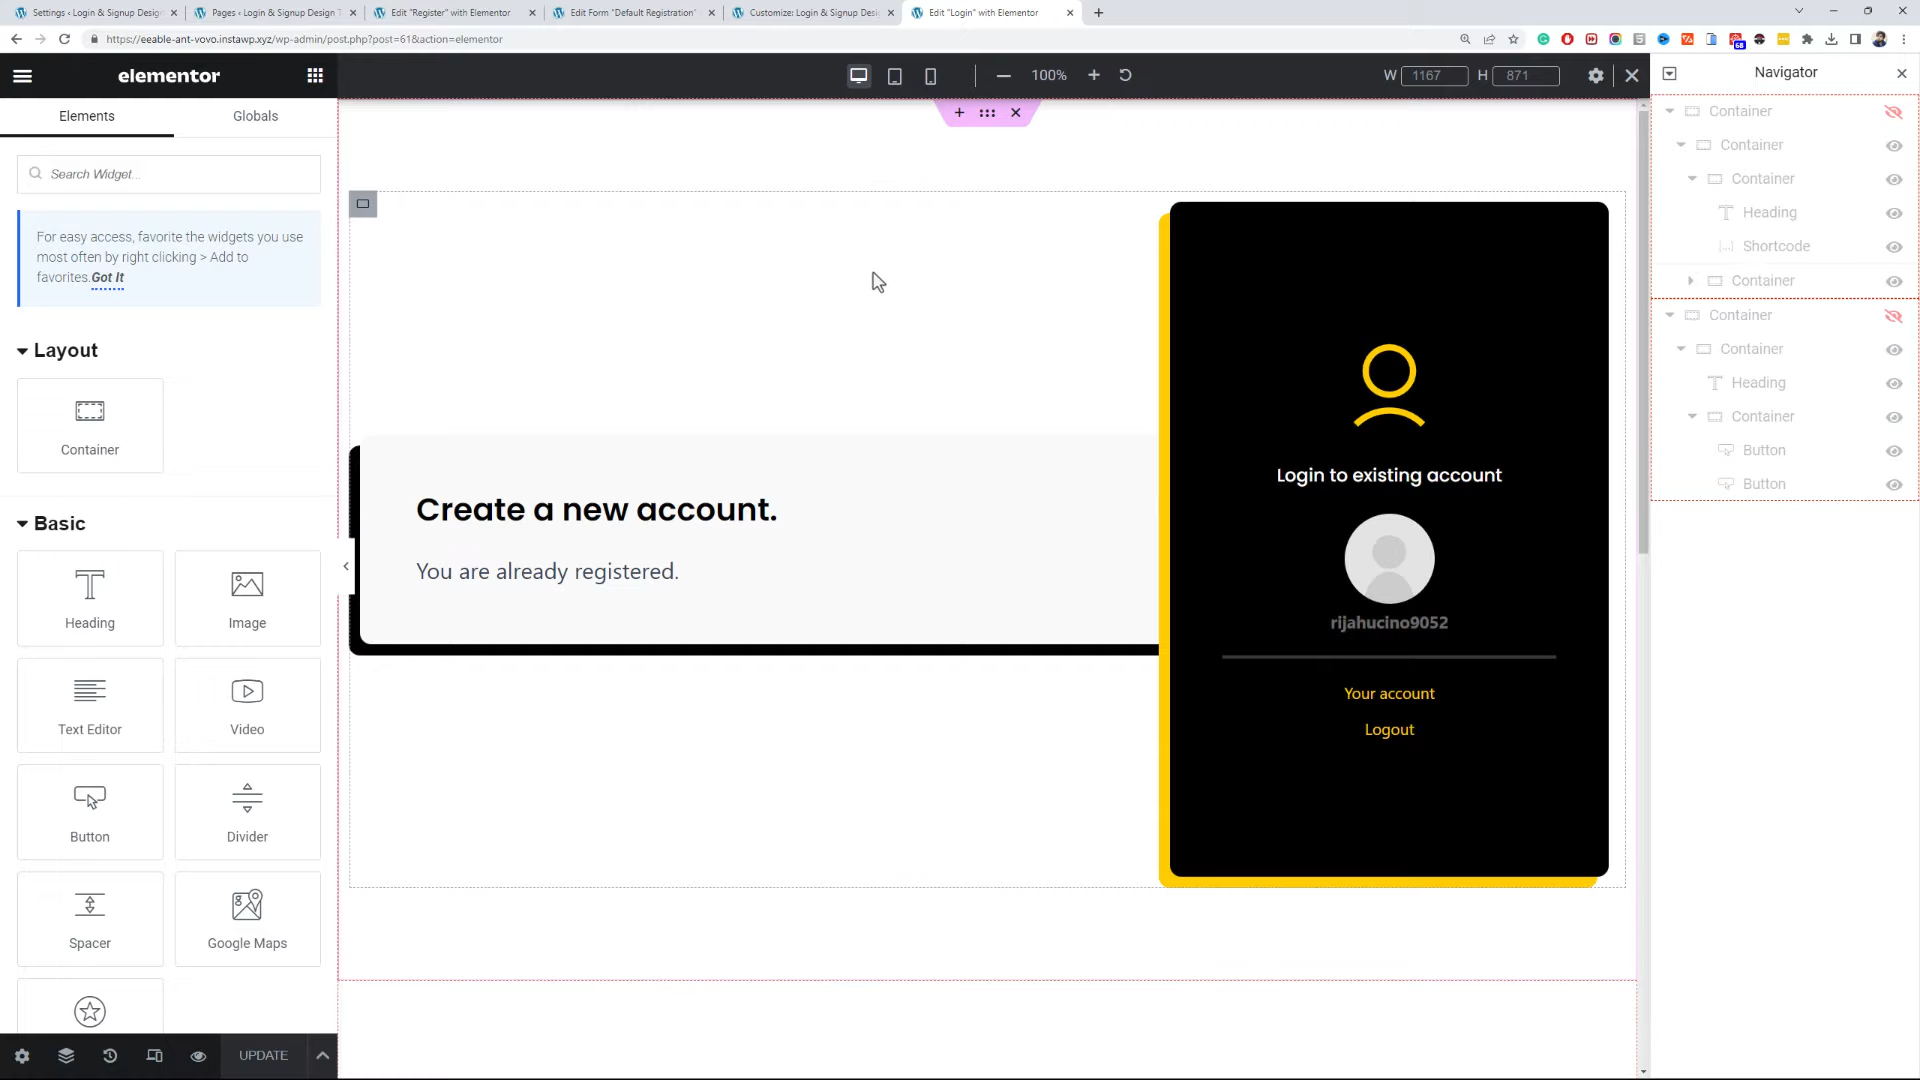 Settings ‹ Login & Signup Design
Pages ‹ Login & Signup Design T
Edit "Register" with Elementor
Edit Form "Default Registration"
Customize: Login & Signup Desi
Edit "Login" with Elementor
https://eeable-ant-vovo.instawp.xyz/wp-admin/post.php?post=61&action=elementor
68
elementor
100%
W 1167 H 871
Navigator
Elements
Globals
Search Widget...
For easy access, favorite the widgets you use
most often by right clicking > Add to
favorites.Got It
Layout
Container
Basic
Heading
Image
Text Editor
Video
Button
Divider
Spacer
Google Maps
UPDATE
Create a new account.
You are already registered.
Login to existing account
rijahucino9052
Your account
Logout
Container
Container
Container
Heading
Shortcode
Container
Container
Container
Heading
Container
Button
Button